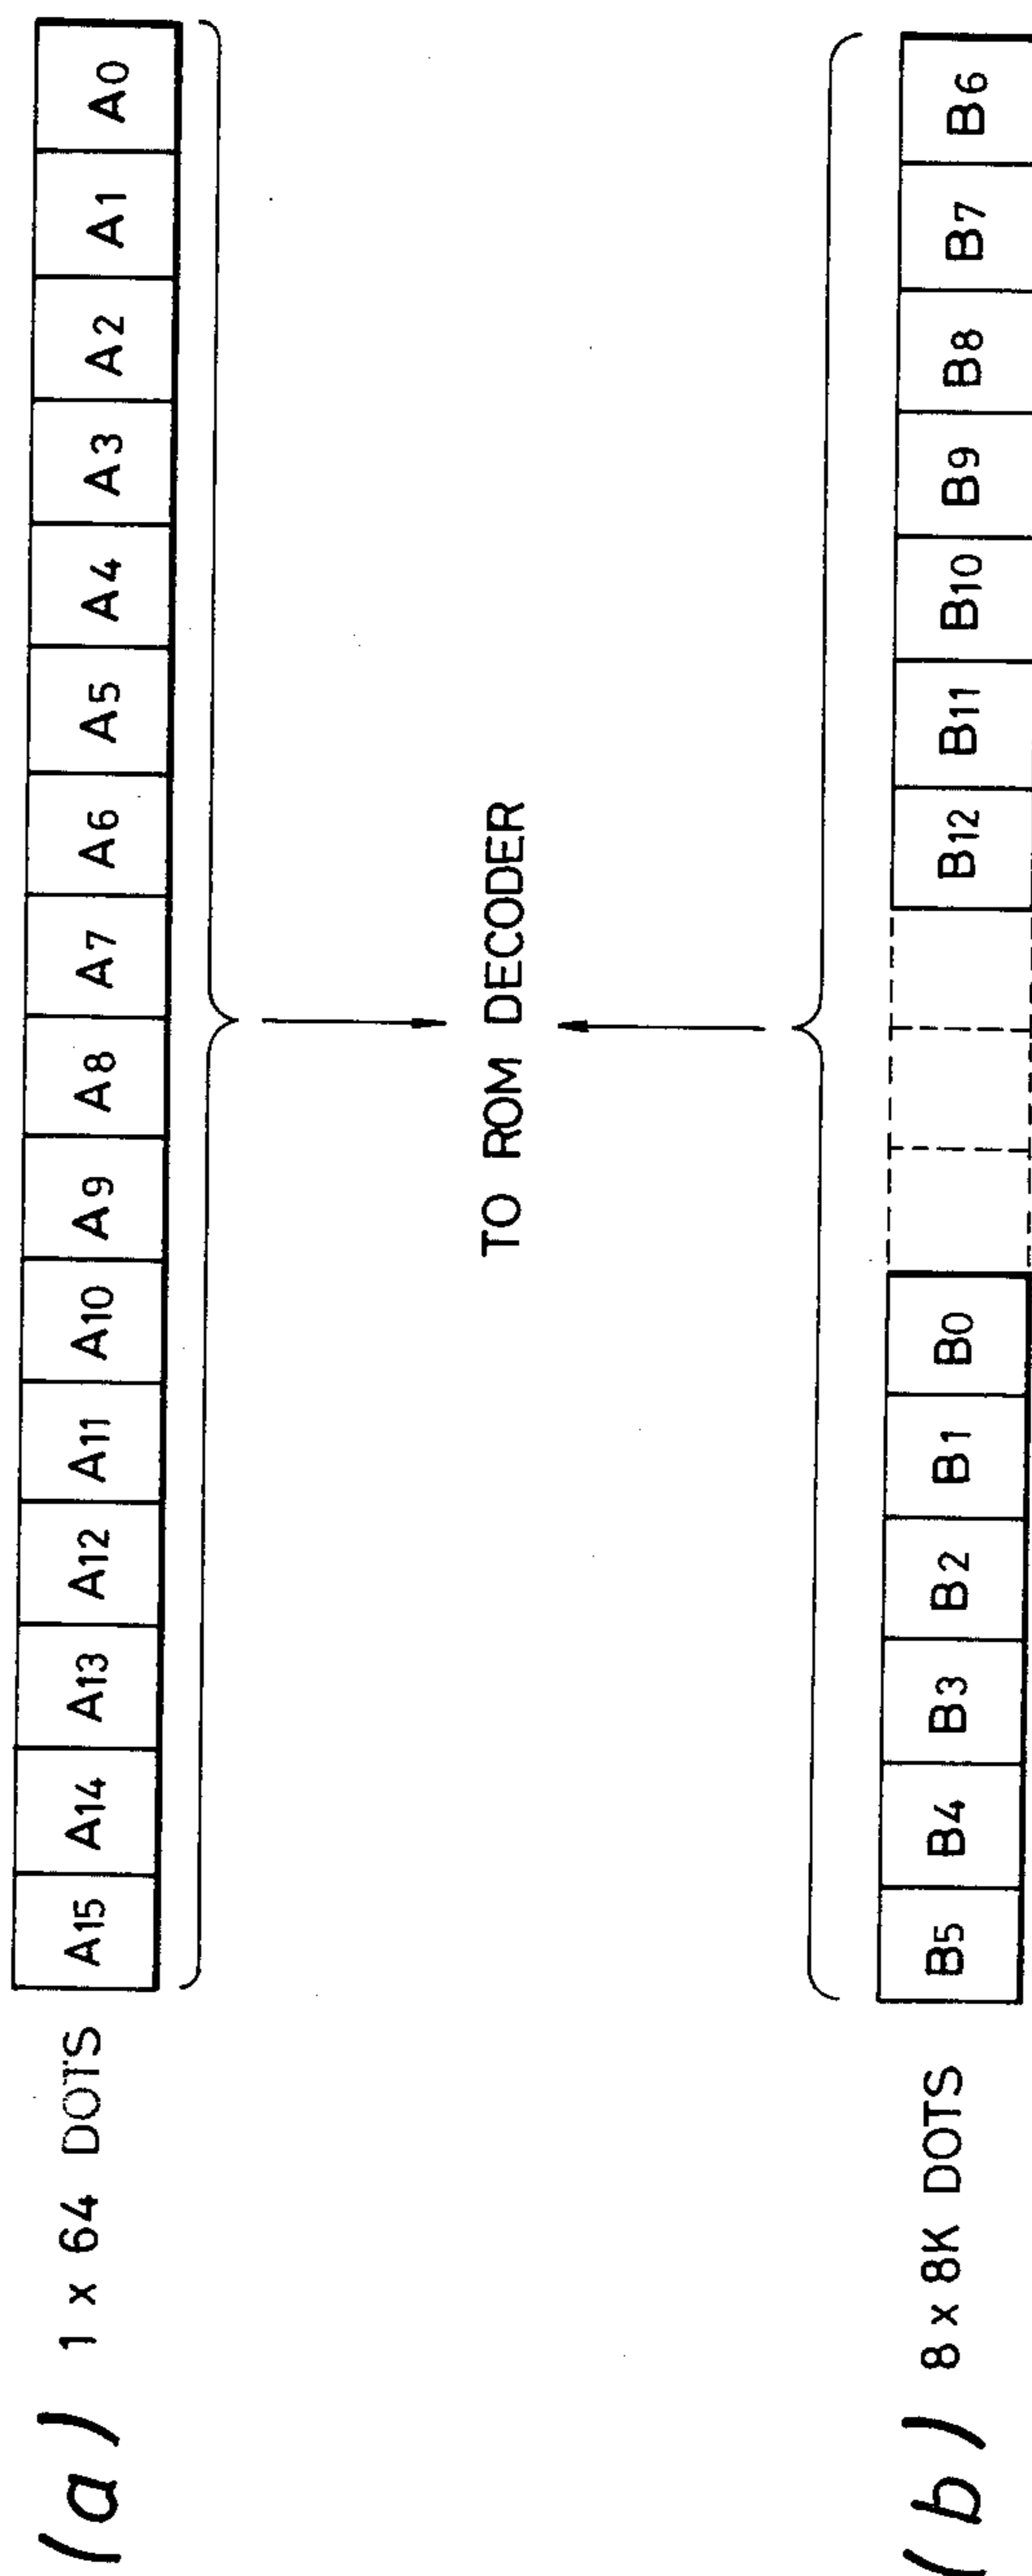 (a) 1 x 64 DOTS
A15 A14 A13 A12 A11 A10 A9 A8 A7 A6 A5 A4 A3 A2 A1 A0
TO ROM DECODER
(b) 8 x 8K DOTS
B5 B4 B3 B2 B1 B0 B12 B11 B10 B9 B8 B7 B6